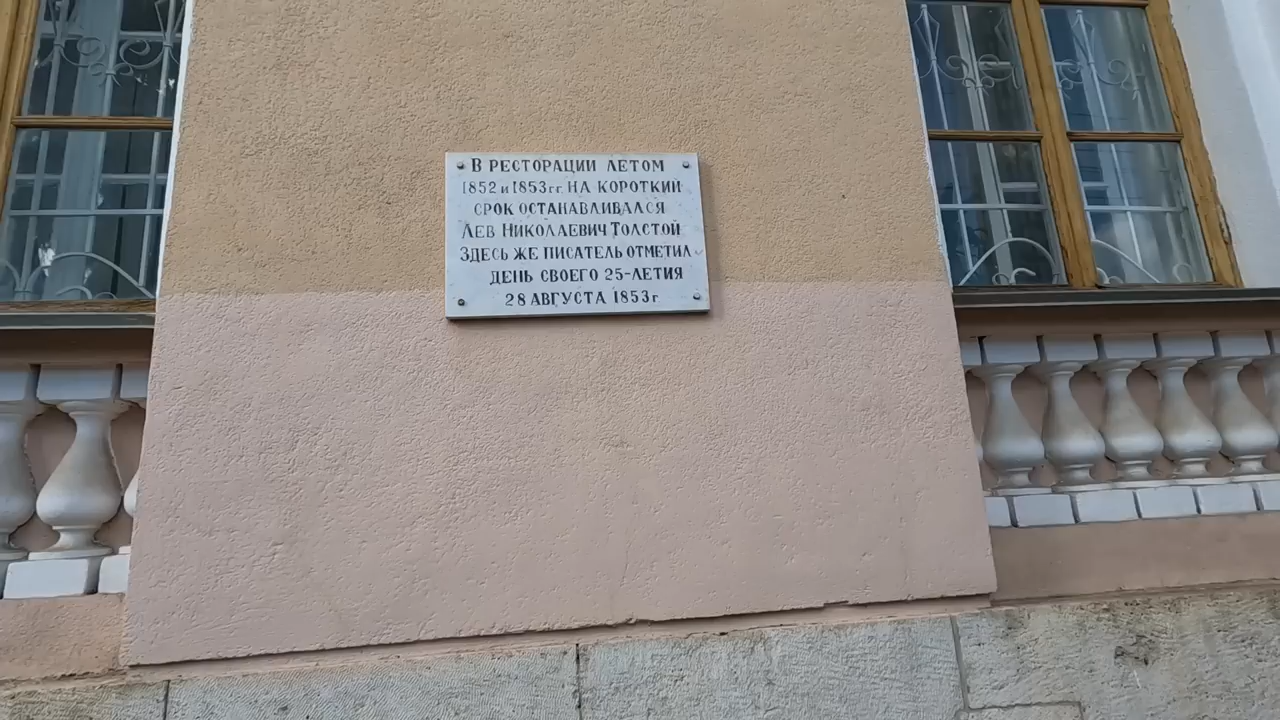 В РЕСТОРАЦИИ ЛЕТОМ
1852 и 1853 гг. НА КОРОТКИЙ
СРОК ОСТАНАВЛИВАЛСЯ
ЛЕВ НИКОЛАЕВИЧ ТОЛСТОЙ
ЗДЕСЬ ЖЕ ПИСАТЕЛЬ ОТМЕТИЛ
ДЕНЬ СВОЕГО 25-ЛЕТИЯ
28 АВГУСТА 1853 г.